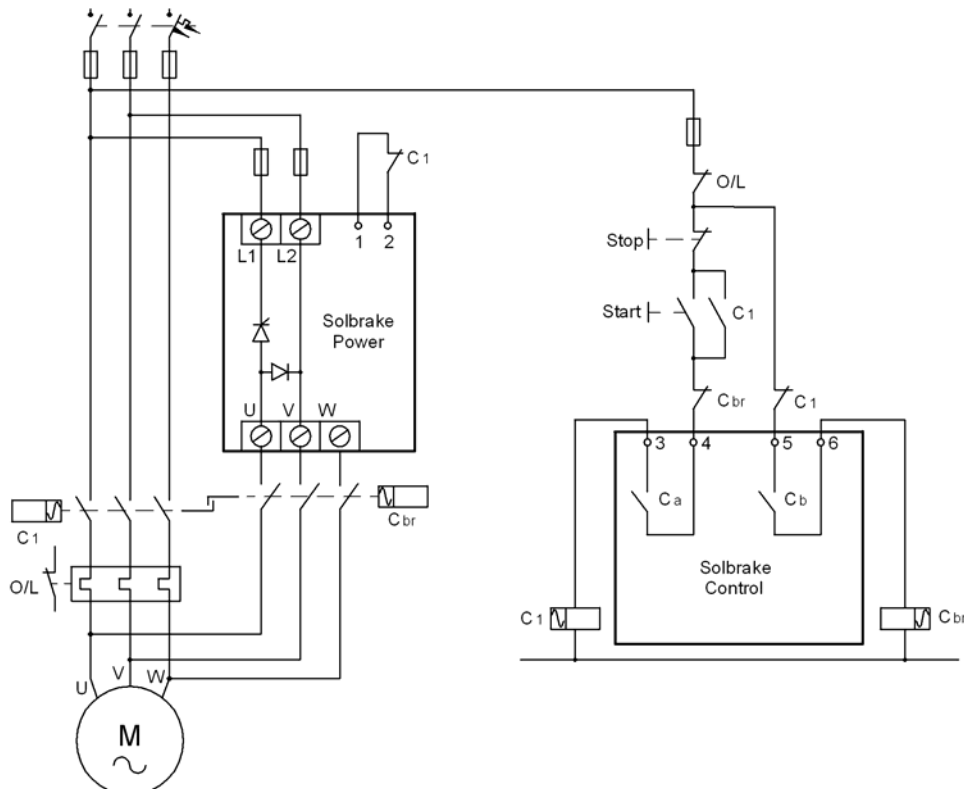 C1
1 2
L1 L2
Solbrake
Power
U V W
C1
Cbr
O/L
U V W
M
O/L
Stop
Start
C1
Cbr
C1
3 4 5 6
Ca
Cb
Solbrake
Control
C1
Cbr